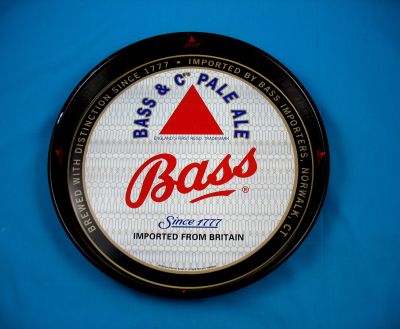 BREWED WITH DISTINCTION SINCE 1777 • IMPORTED BY BASS IMPORTERS, NORWALK, CT
BASS & Co PALE ALE
ENGLAND'S FIRST REGD. TRADEMARK
Bass ®
Since 1777
IMPORTED FROM BRITAIN